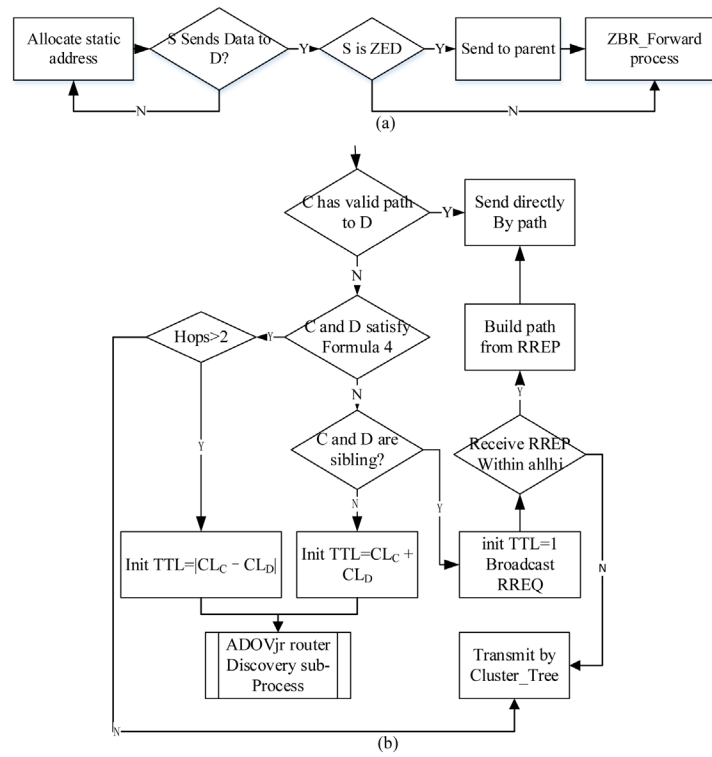 Allocate static
address
S Sends Data to
D?
Y
S is ZED
Y
Send to parent
ZBR_Forward
process
N
N
(a)
C has valid path
to D
Y
Send directly
By path
N
Hops>2
Y
C and D satisfy
Formula 4
Build path
from RREP
N
Y
C and D are
sibling?
Receive RREP
Within ahlhi
Y
N
Y
Init TTL=|CLC − CLD|
Init TTL=CLC +
CLD
init TTL=1
Broadcast
RREQ
N
ADOVjr router
Discovery sub-
Process
Transmit by
Cluster_Tree
N
(b)